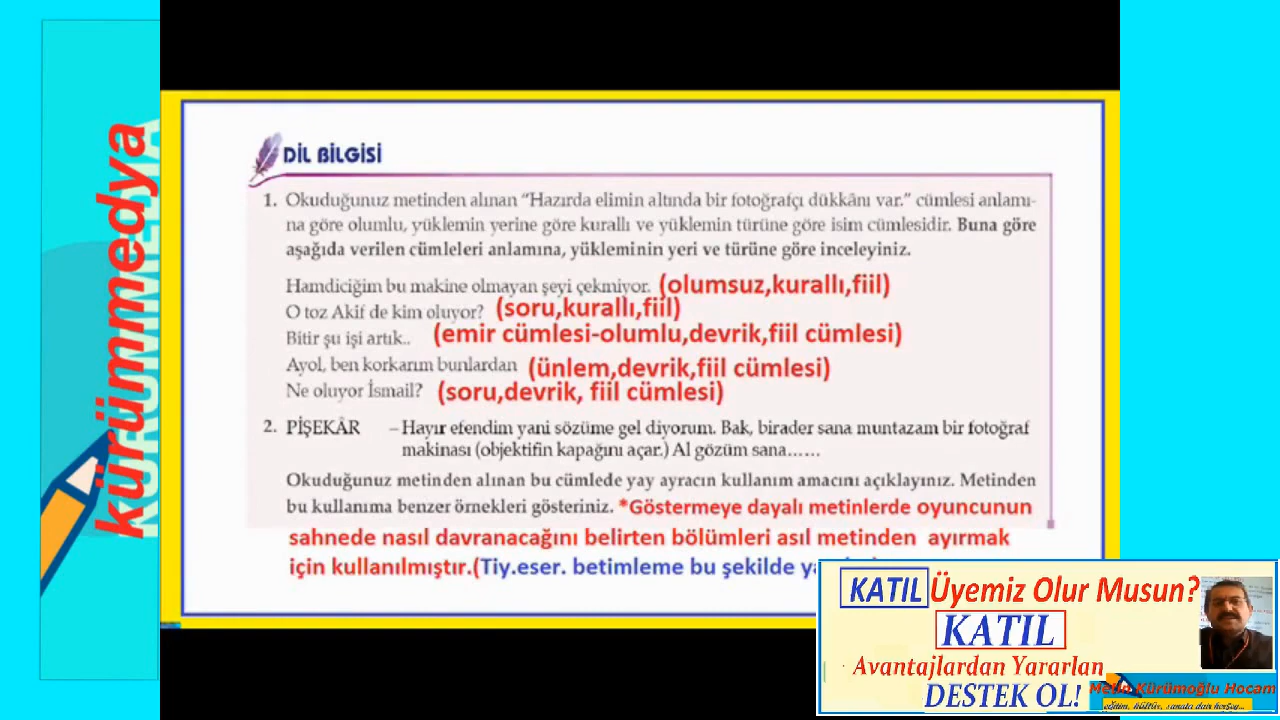 kürümmedya
DİL BİLGİSİ
1. Okuduğunuz metinden alınan “Hazırda elimin altında bir fotoğrafçı dükkânı var.” cümlesi anlamı-
na göre olumlu, yüklemin yerine göre kurallı ve yüklemin türüne göre isim cümlesidir. Buna göre
aşağıda verilen cümleleri anlamına, yükleminin yeri ve türüne göre inceleyiniz.
Hamdiciğim bu makine olmayan şeyi çekmiyor. (olumsuz,kurallı,fiil)
O toz Akif de kim oluyor? (soru,kurallı,fiil)
Bitir şu işi artık.. (emir cümlesi-olumlu,devrik,fiil cümlesi)
Ayol, ben korkarım bunlardan (ünlem,devrik,fiil cümlesi)
Ne oluyor İsmail? (soru,devrik, fiil cümlesi)
2. PİŞEKÂR – Hayır efendim yani sözüme gel diyorum. Bak, birader sana muntazam bir fotoğraf
makinası (objektifin kapağını açar.) Al gözüm sana......
Okuduğunuz metinden alınan bu cümlede yay ayracın kullanım amacını açıklayınız. Metinden
bu kullanıma benzer örnekleri gösteriniz. *Göstermeye dayalı metinlerde oyuncunun
sahnede nasıl davranacağını belirten bölümleri asıl metinden ayırmak
için kullanılmıştır.(Tiy.eser. betimleme bu şekilde
KATIL Üyemiz Olur Musun?
KATIL
Avantajlardan Yararlan
DESTEK OL!
Metin Kürümoğlu Hocam
eğitim, kültür, sanata dair herşey...